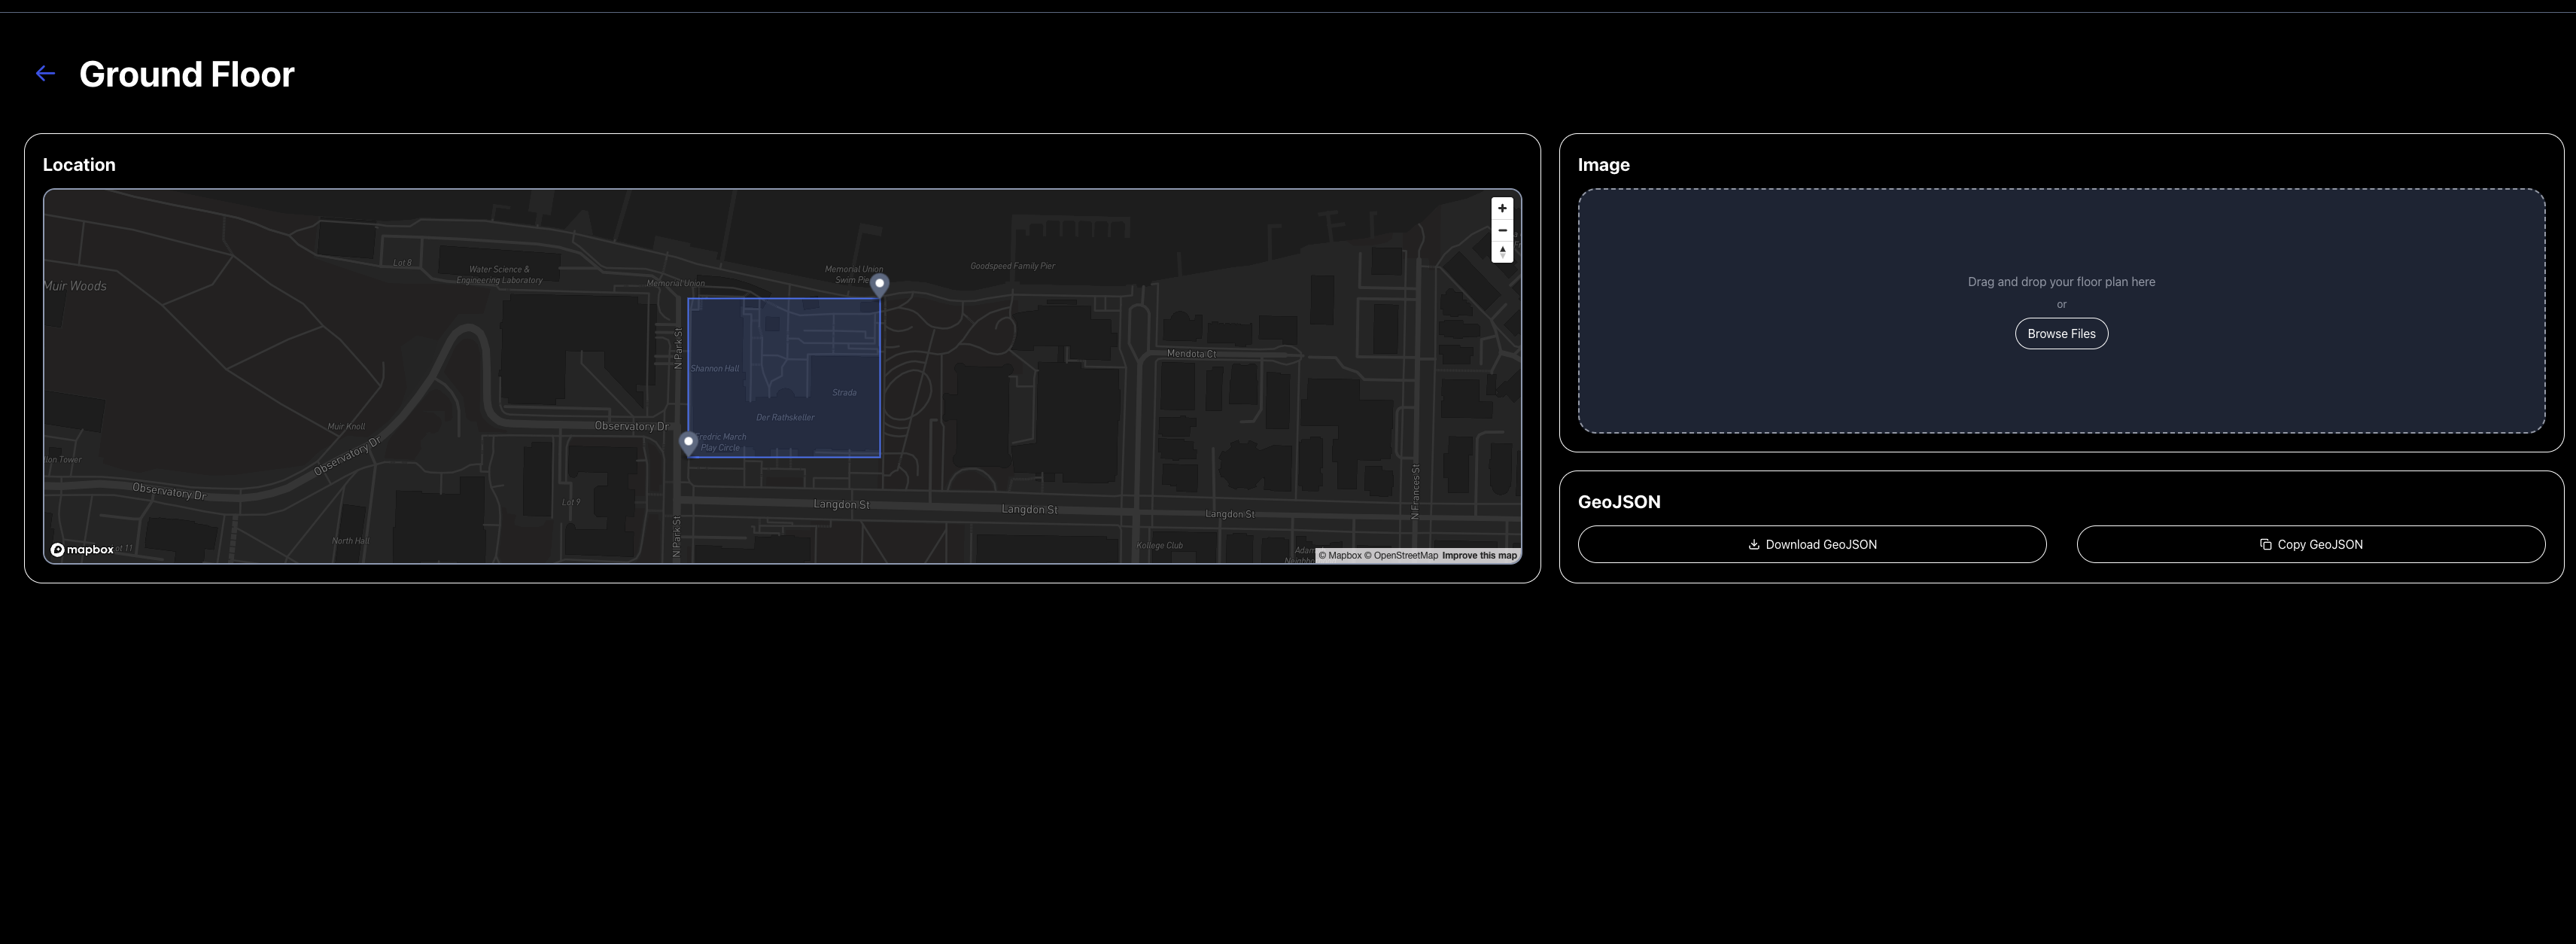 Ground Floor
Location
Lot 8
Water Science &
Engineering Laboratory
Muir Woods
Memorial Union
Memorial Union
Swim Pier
Goodspeed Family Pier
N Park St
Shannon Hall
Strada
Der Rathskeller
Fredric March
Play Circle
Mendota Ct
Muir Knoll
Observatory Dr
Observatory Dr
Observatory Dr
Tower
Lot 9
North Hall
N Park St
Langdon St
Langdon St
Langdon St
N Frances St
Kollege Club
mapbox
11
© Mapbox © OpenStreetMap Improve this map
Image
Drag and drop your floor plan here
or
Browse Files
GeoJSON
Download GeoJSON
Copy GeoJSON